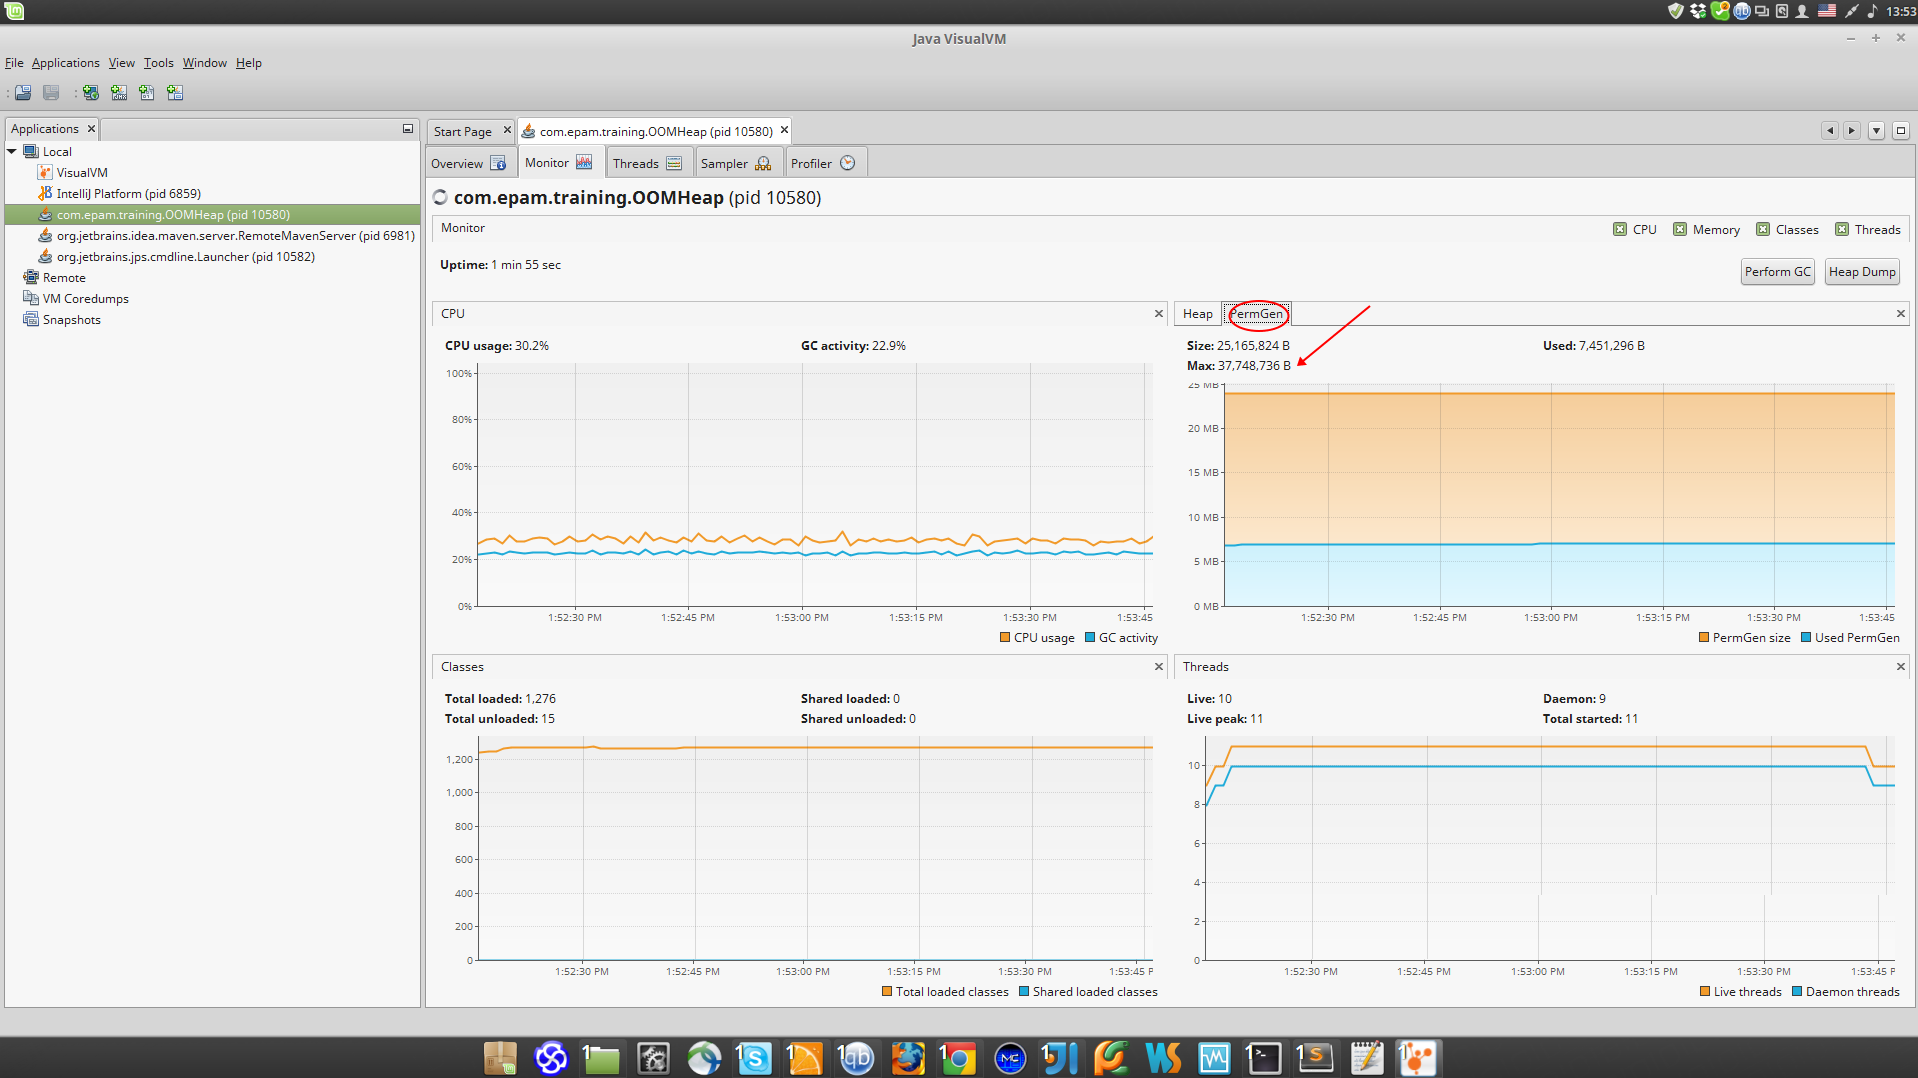 13:53
Java VisualVM
File Applications View Tools Window Help
Applications
Local
VisualVM
IntelliJ Platform (pid 6859)
com.epam.training.OOMHeap (pid 10580)
org.jetbrains.idea.maven.server.RemoteMavenServer (pid 6981)
org.jetbrains.jps.cmdline.Launcher (pid 10582)
Remote
VM Coredumps
Snapshots
Start Page com.epam.training.OOMHeap (pid 10580)
Overview Monitor Threads Sampler Profiler
com.epam.training.OOMHeap (pid 10580)
Monitor CPU Memory Classes Threads
Uptime: 1 min 55 sec
Perform GC Heap Dump
CPU
CPU usage: 30.2% GC activity: 22.9%
100%
80%
60%
40%
20%
0%
1:52:30 PM 1:52:45 PM 1:53:00 PM 1:53:15 PM 1:53:30 PM 1:53:45
CPU usage GC activity
Heap PermGen
Size: 25,165,824 B Used: 7,451,296 B
Max: 37,748,736 B
25 MB
20 MB
15 MB
10 MB
5 MB
0 MB
1:52:30 PM 1:52:45 PM 1:53:00 PM 1:53:15 PM 1:53:30 PM 1:53:45
PermGen size Used PermGen
Classes
Total loaded: 1,276 Shared loaded: 0
Total unloaded: 15 Shared unloaded: 0
1,200
1,000
800
600
400
200
0
1:52:30 PM 1:52:45 PM 1:53:00 PM 1:53:15 PM 1:53:30 PM 1:53:45 P
Total loaded classes Shared loaded classes
Threads
Live: 10 Daemon: 9
Live peak: 11 Total started: 11
10
8
6
4
2
0
1:52:30 PM 1:52:45 PM 1:53:00 PM 1:53:15 PM 1:53:30 PM 1:53:45 P
Live threads Daemon threads